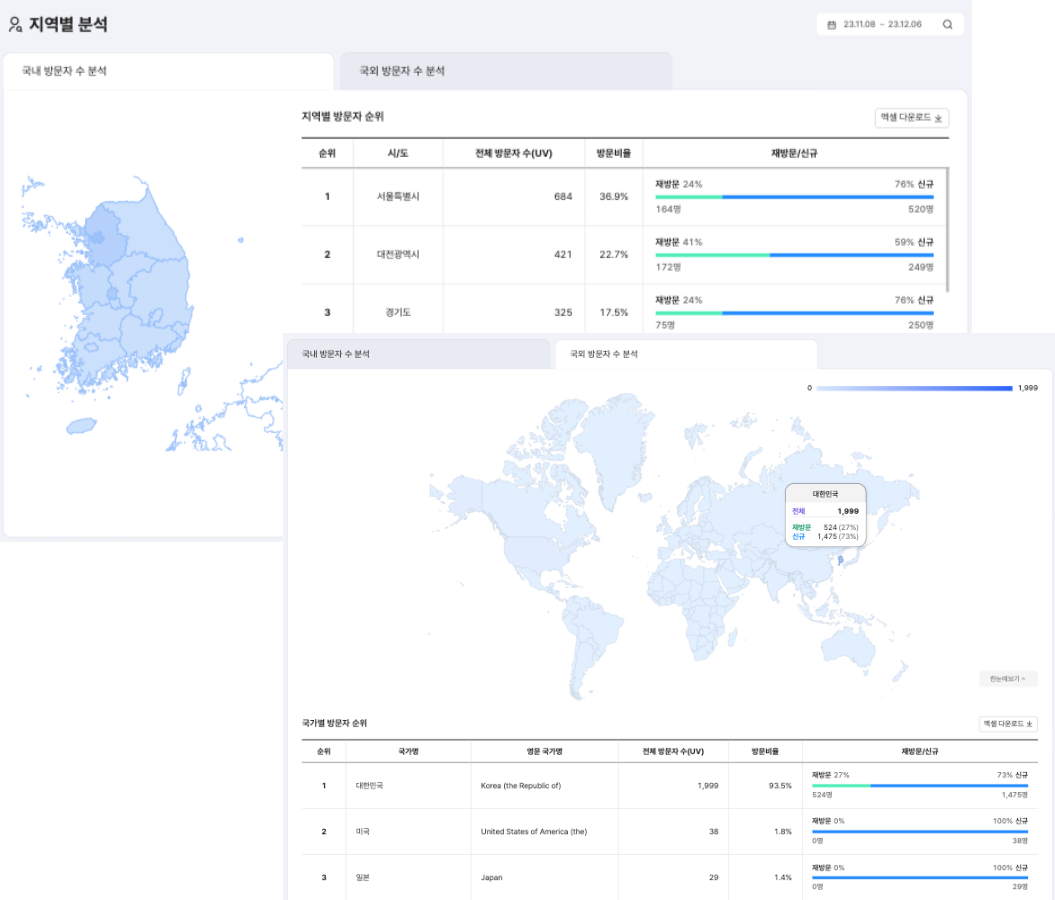 지역별 분석
23.11.08 ~ 23.12.06
국내 방문자 수 분석
국외 방문자 수 분석
지역별 방문자 순위
엑셀 다운로드
순위 시/도 전체 방문자 수(UV) 방문비율 재방문/신규
재방문 24% 76% 신규
1 서울특별시 684 36.9%
164명 520명
재방문 41% 59% 신규
2 대전광역시 421 22.7%
172명 249명
재방문 24% 76% 신규
3 경기도 325 17.5%
75명 250명
국내 방문자 수 분석
국외 방문자 수 분석
0 1,999
대한민국
전체 1,999
재방문 524 (27%)
신규 1,475 (73%)
한눈에보기
국가별 방문자 순위
엑셀 다운로드
순위 국가명 영문 국가명 전체 방문자 수(UV) 방문비율 재방문/신규
재방문 27% 73% 신규
1 대한민국 Korea (the Republic of) 1,999 93.5%
524명 1,475명
재방문 0% 100% 신규
2 미국 United States of America (the) 38 1.8%
0명 38명
재방문 0% 100% 신규
3 일본 Japan 29 1.4%
0명 29명